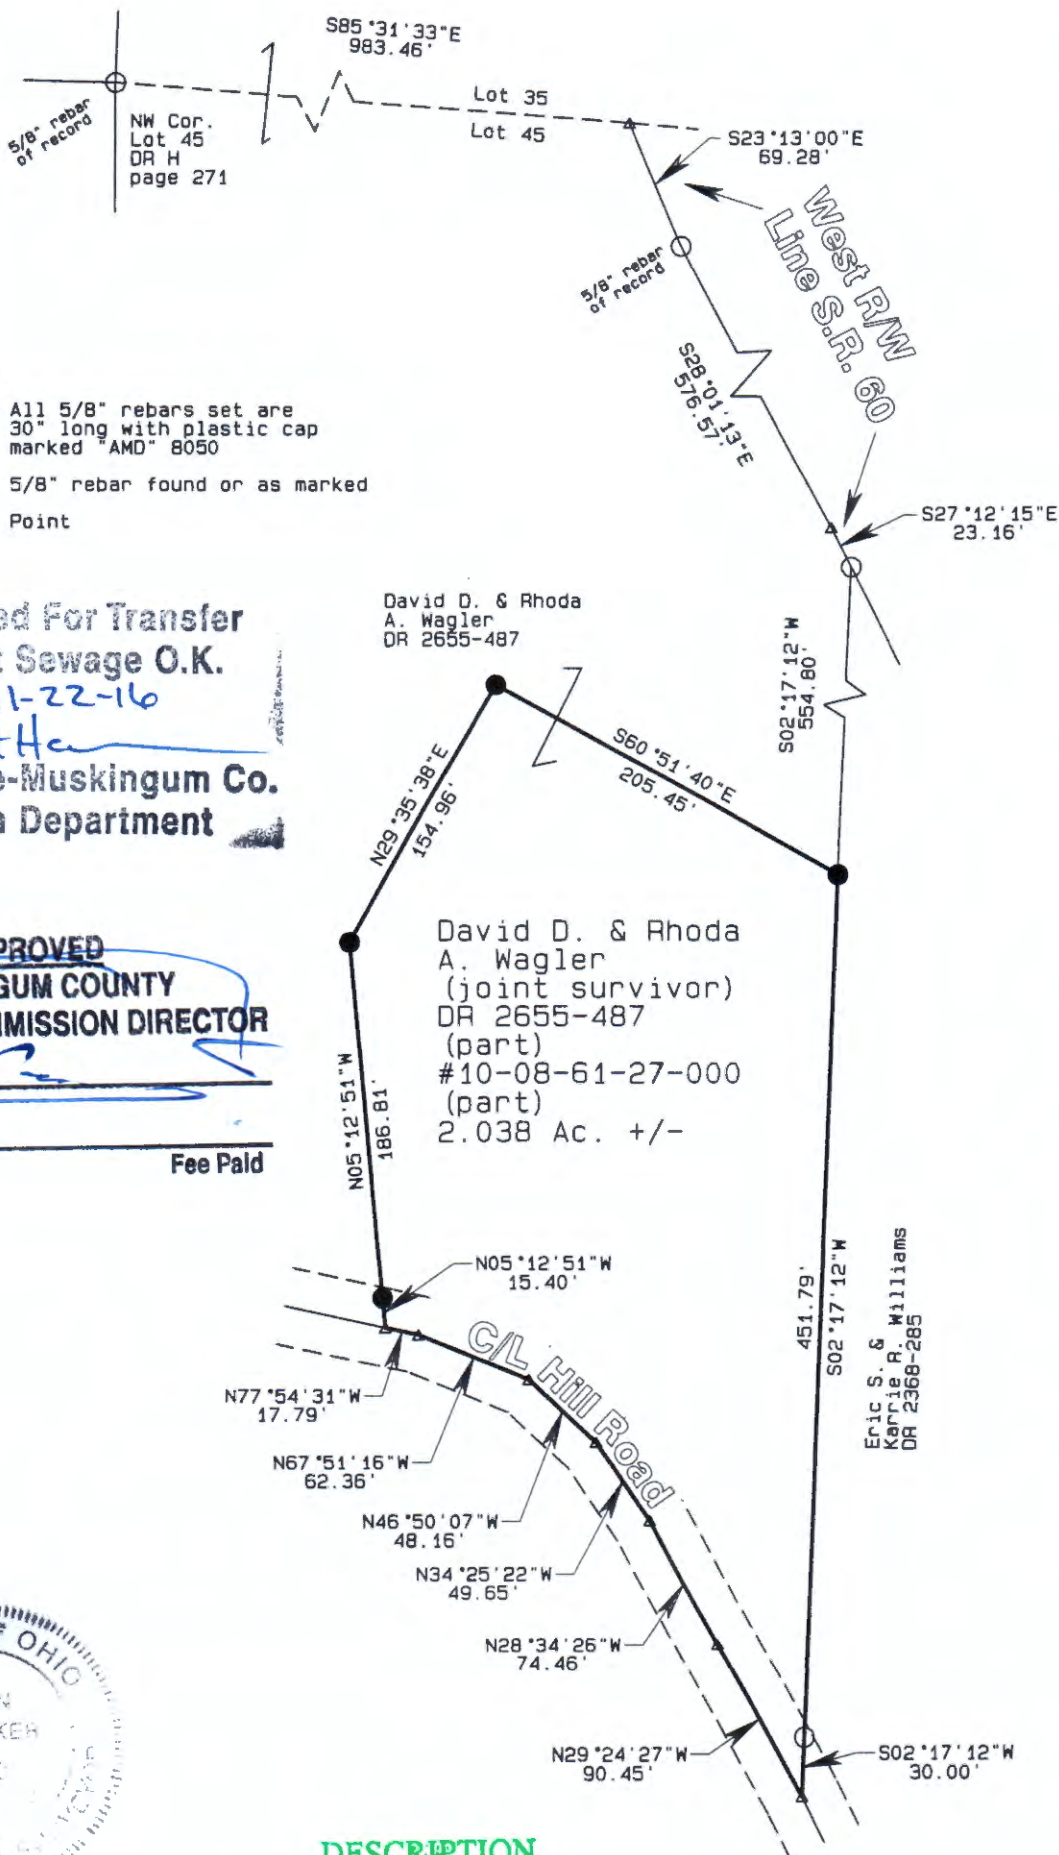 S85°31'33"E
983.46'
Lot 35
Lot 45
5/8" rebar
of record
NW Cor.
Lot 45
DR H
page 271
S23°13'00"E
69.28'
West R/W
Line S.R. 60
5/8" rebar
of record
S28°01'13"E
576.57'
All 5/8" rebars set are
30" long with plastic cap
marked "AMD" 8050
5/8" rebar found or as marked
Point
S27°12'15"E
23.16'
ed For Transfer
Sewage O.K.
1-22-16
e-Muskingum Co.
Department
David D. & Rhoda
A. Wagler
DR 2655-487
S02°17'12"W
554.80'
N29°35'38"E
154.96'
S60°51'40"E
205.45'
PROVED
GUM COUNTY
MMISSION DIRECTOR
Fee Paid
David D. & Rhoda
A. Wagler
(joint survivor)
DR 2655-487
(part)
#10-08-61-27-000
(part)
2.038 Ac. +/-
N05°12'51"W
186.81'
N05°12'51"W
15.40'
451.79'
S02°17'12"W
Eric S. &
Karrie R. Williams
DR 2368-285
C/L Hill Road
N77°54'31"W
17.79'
N67°51'16"W
62.36'
N46°50'07"W
48.16'
N34°25'22"W
49.65'
N28°34'26"W
74.46'
N29°24'27"W
90.45'
S02°17'12"W
30.00'
OHIO
DESCRIPTION